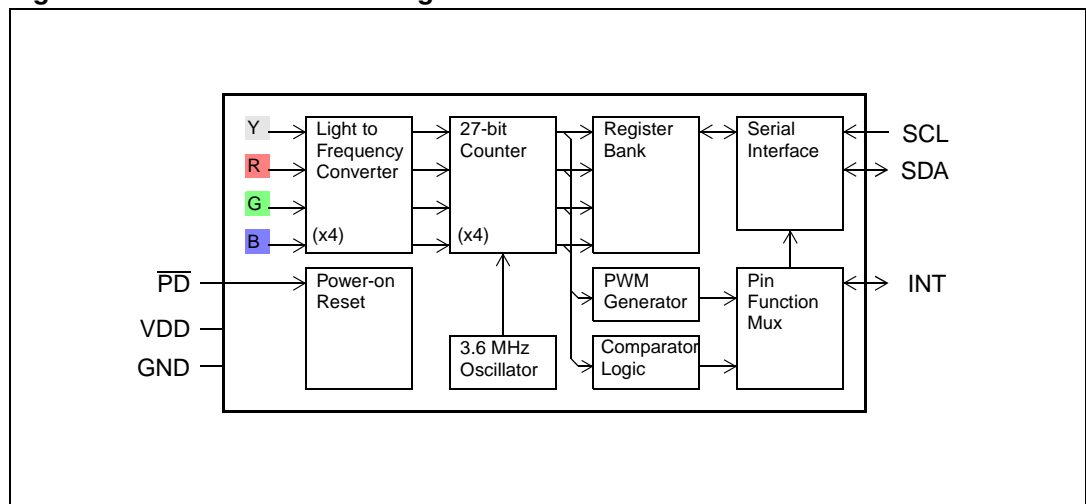 Y
R
G
B
Light to
Frequency
Converter
(x4)
27-bit
Counter
(x4)
Register
Bank
Serial
Interface
SCL
SDA
PD
VDD
GND
Power-on
Reset
3.6 MHz
Oscillator
PWM
Generator
Comparator
Logic
Pin
Function
Mux
INT